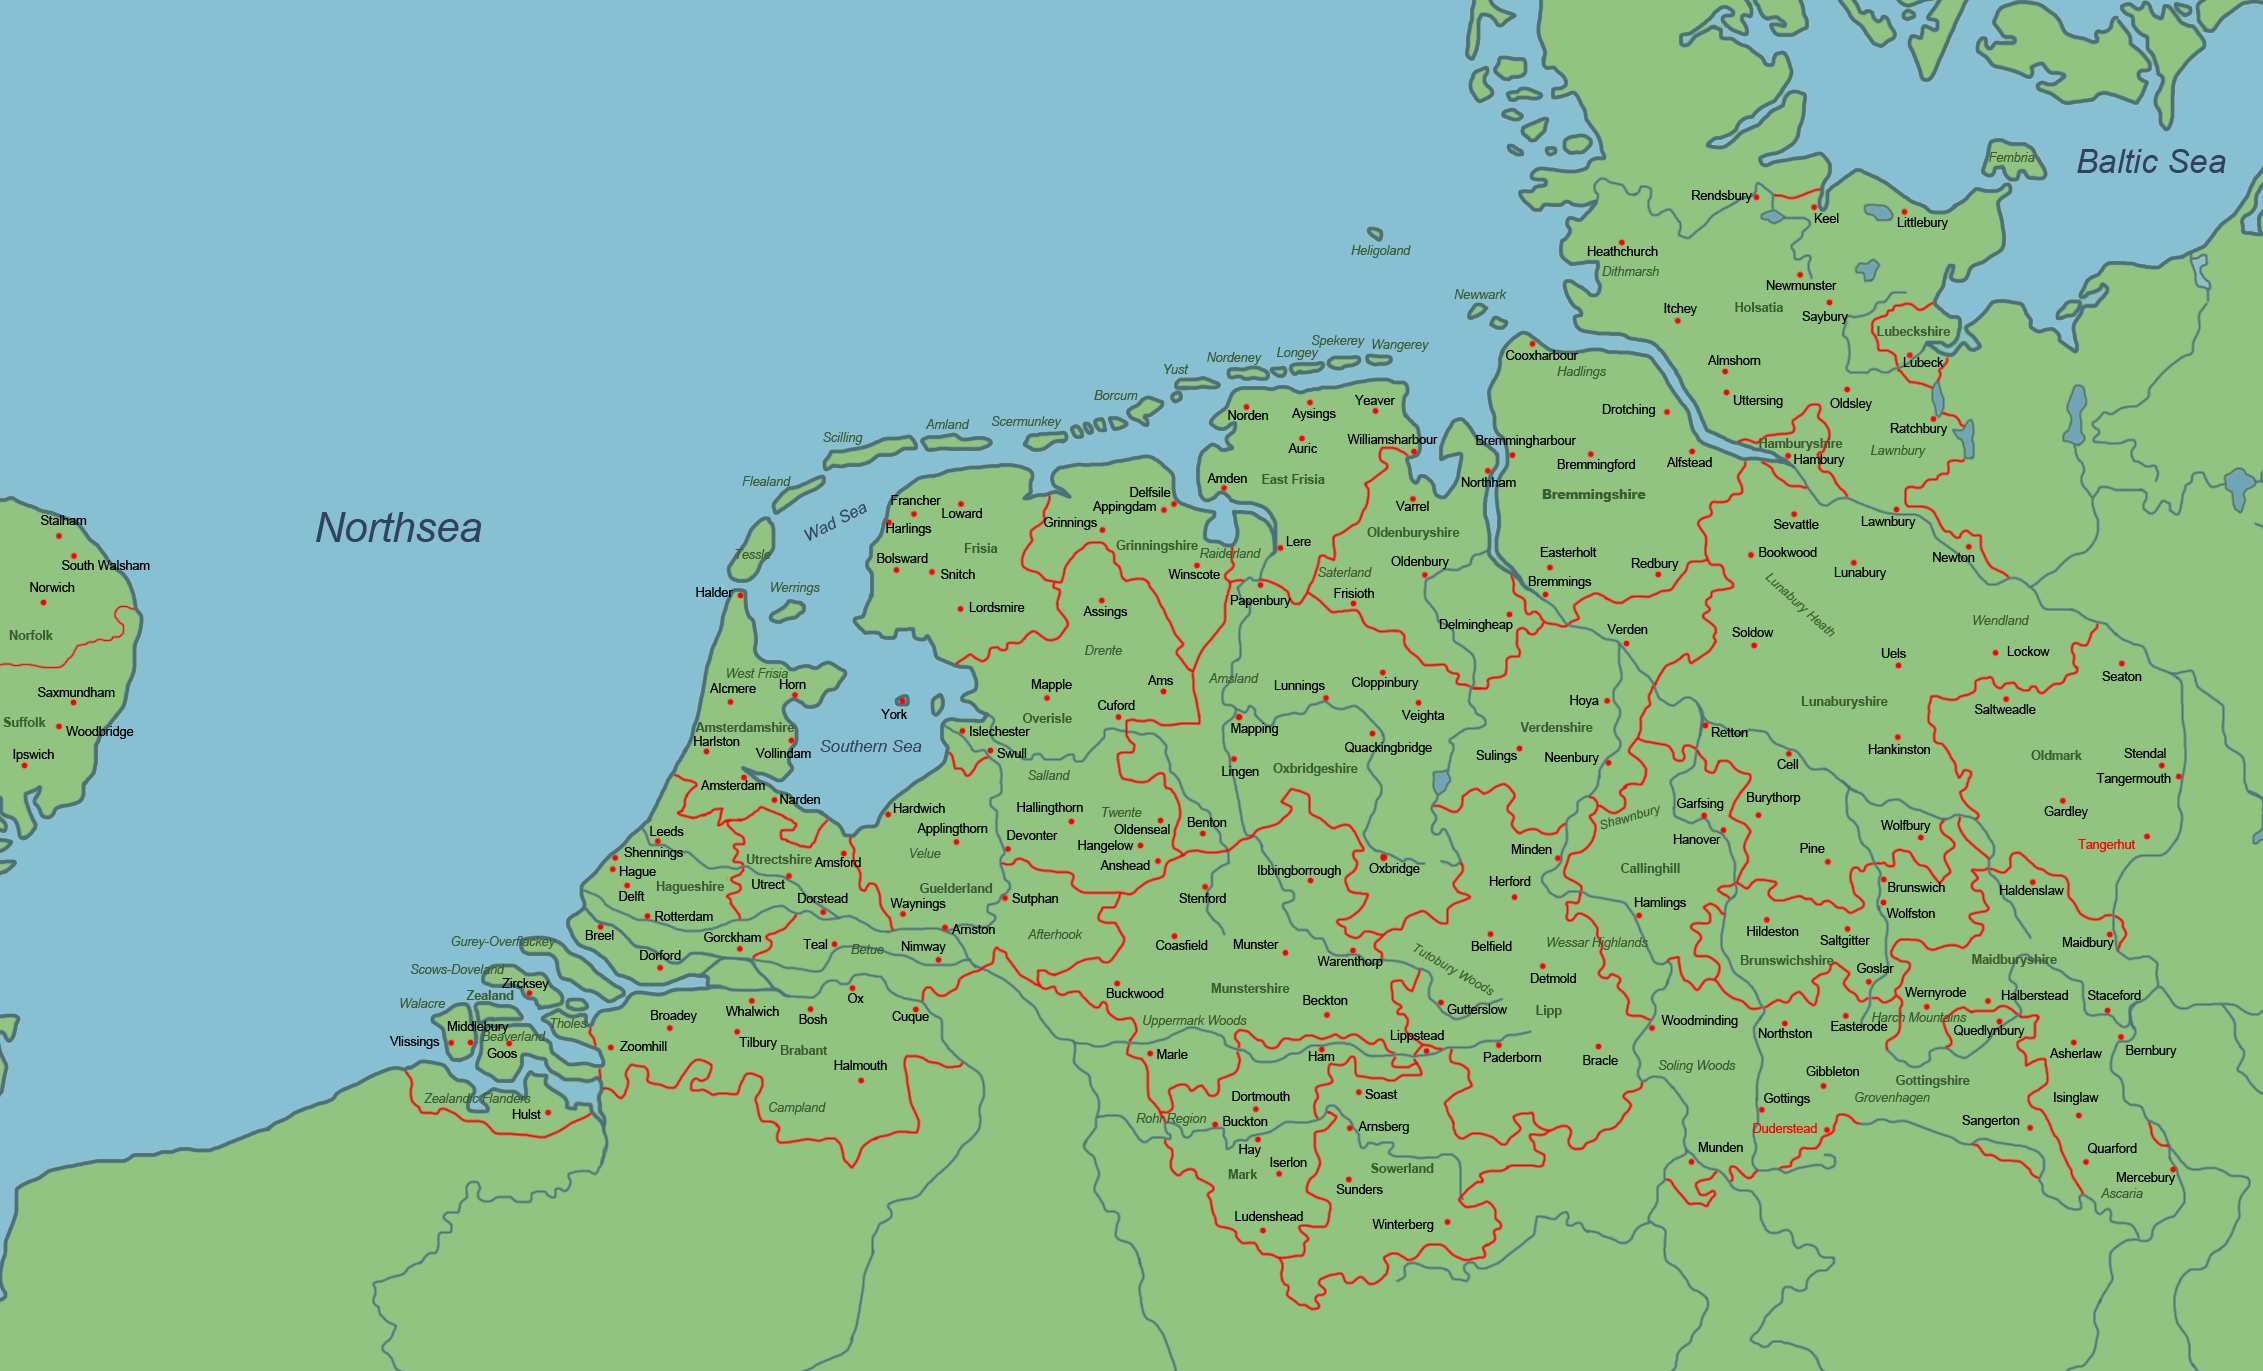 Baltic Sea
Fembria
Rendsbury
Keel
Littlebury
Heathchurch
Dithmarsh
Heligoland
Newmunster
Newwark
Itchey
Holsatia
Saybury
Lubeckshire
Lubeck
Cooxharbour
Hadlings
Almshorn
Uttersing
Oldsley
Ratchbury
Drotching
Hamburyshire
Hambury
Lawnbury
Wangerey
Spekerey
Longey
Nordeney
Yust
Borcum
Scermunkey
Amland
Scilling
Flealand
Tessle
Wad Sea
Werrings
Northsea
Norden
Aysings
Yeaver
Auric
Williamsharbour
Bremmingharbour
Bremmingford
Alfstead
Amden
East Frisia
Northham
Bremmingshire
Varrel
Oldenburyshire
Sevattle
Lawnbury
Newton
Stalham
South Walsham
Norwich
Norfolk
Saxmundham
Suffolk
Woodbridge
Ipswich
Francher
Loward
Harlings
Frisia
Bolsward
Snitch
Lordsmire
Delfsile
Appingdam
Grinnings
Grinningshire
Raiderland
Winscote
Lere
Saterland
Oldenbury
Frisioth
Papenbury
Easterholt
Bremmings
Redbury
Bookwood
Lunabury
Lunabury Heath
Delmingheap
Verden
Soldow
Wendland
Uels
Lockow
Seaton
Halder
West Frisia
Alcmere
Horn
Amsterdamshire
Harlston
Vollindam
Amsterdam
Narden
York
Southern Sea
Assings
Drente
Mapple
Ams
Overisle
Cuford
Islechester
Swull
Salland
Amsland
Lunnings
Cloppinbury
Mapping
Veighta
Quackingbridge
Lingen
Oxbridgeshire
Hoya
Verdenshire
Sulings
Neenbury
Retton
Lunaburyshire
Saltweadle
Hankinston
Cell
Oldmark
Stendal
Tangermouth
Gardley
Tangerhut
Hardwich
Applingthorn
Velue
Devonter
Hallingthorn
Twente
Oldenseal
Hangelow
Anshead
Benton
Leeds
Shennings
Hague
Delft
Hagueshire
Rotterdam
Utrectshire
Amsford
Utrect
Dorstead
Guelderland
Waynings
Sutphan
Arnston
Stenford
Ibbingborrough
Oxbridge
Minden
Herford
Shawnbury
Garfsing
Burythorp
Hanover
Pine
Callinghill
Wolfbury
Brunswich
Wolfston
Haldenslaw
Breel
Gorckham
Dorford
Teal
Betue
Nimway
Afterhook
Coasfield
Munster
Warenthorp
Belfield
Detmold
Hamlings
Wessar Highlands
Tutobury Woods
Hildeston
Saltgitter
Brunswichshire
Goslar
Maidbury
Maidburyshire
Gurey-Overflackey
Scows-Doveland
Zircksey
Zealand
Walacre
Middlebury
Vlissings
Beaverland
Goos
Tholes
Zealandic Flanders
Hulst
Ox
Whalwich
Bosh
Cuque
Broadey
Tilbury
Zoomhill
Brabant
Halmouth
Campland
Buckwood
Munstershire
Beckton
Gutterslow
Lipp
Uppermark Woods
Marle
Ham
Lippstead
Paderborn
Bracle
Woodminding
Soling Woods
Northston
Easterode
Wernyrode
Harch Mountains
Halberstead
Quedlynbury
Staceford
Asherlaw
Bernbury
Gibbleton
Gottingshire
Grovenhagen
Gottings
Duderstead
Isinglaw
Sangerton
Quarford
Mercebury
Ascaria
Munden
Dortmouth
Soast
Rohr Region
Buckton
Arnsberg
Hay
Iserlon
Mark
Sowerland
Sunders
Ludenshead
Winterberg